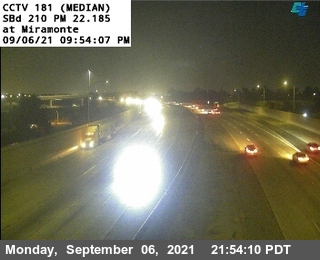 CCTV 181 (MEDIAN)
SBd 210 PM 22.185
at Miramonte
09/06/21 09:54:07 PM
Monday, September 06, 2021 21:54:10 PDT